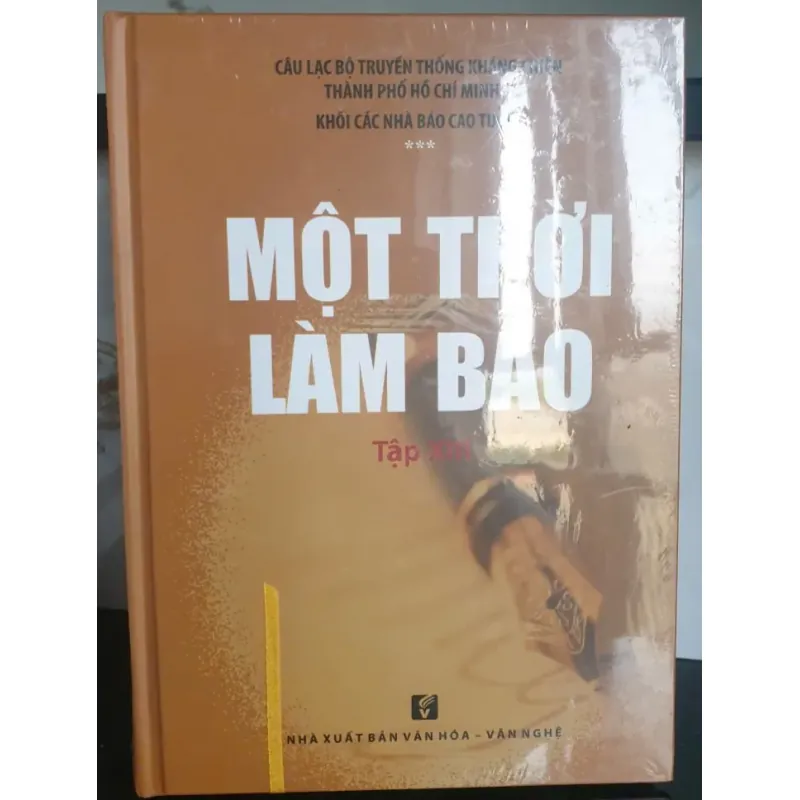 CÂU LẠC BỘ TRUYỀN THỐNG KHÁNG CHIẾN
THÀNH PHỐ HỒ CHÍ MINH
KHỐI CÁC NHÀ BÁO CAO TUỔI
***
MỘT THỜI
LÀM BÁO
Tập
NHÀ XUẤT BẢN VĂN HÓA - VĂN NGHỆ